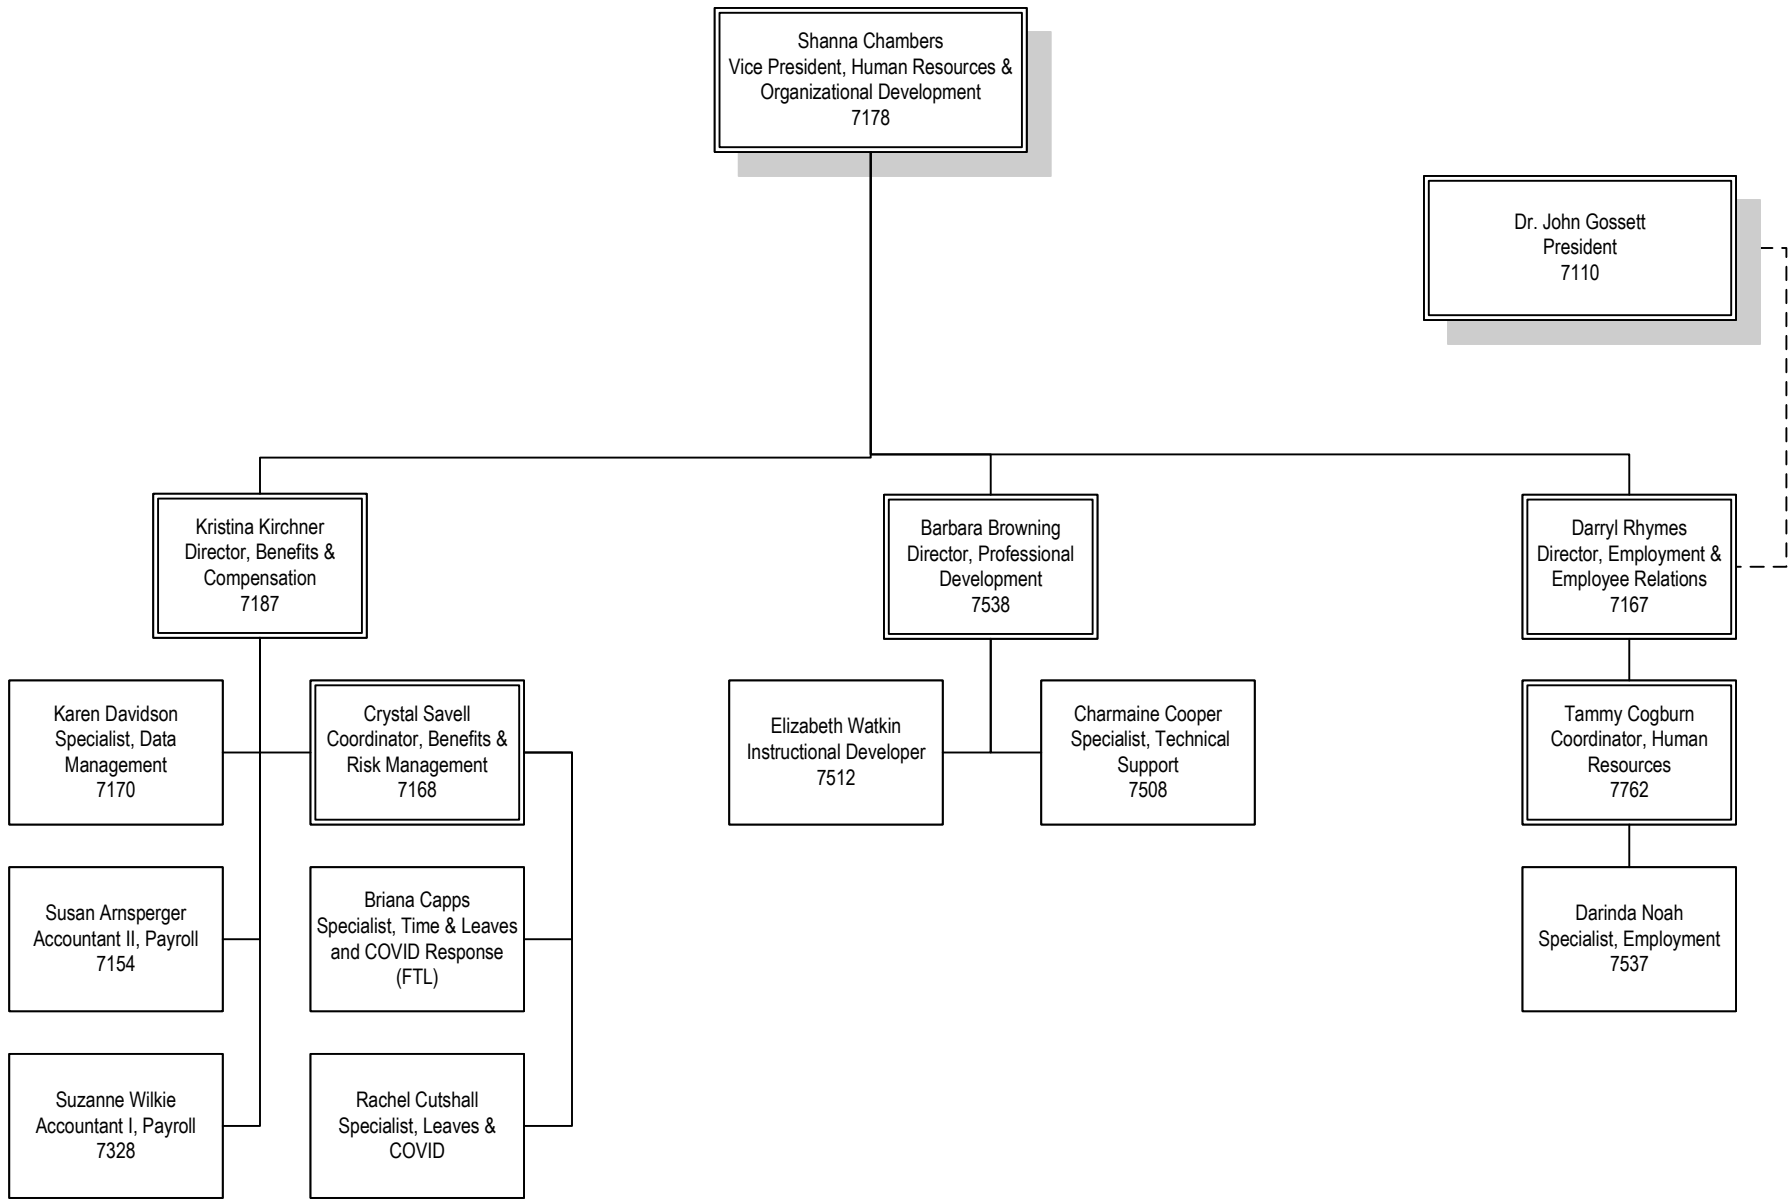 Shanna Chambers
Vice President, Human Resources &
Organizational Development
7178
Dr. John Gossett
President
7110
Kristina Kirchner
Director, Benefits &
Compensation
7187
Barbara Browning
Director, Professional
Development
7538
Darryl Rhymes
Director, Employment &
Employee Relations
7167
Karen Davidson
Specialist, Data
Management
7170
Crystal Savell
Coordinator, Benefits &
Risk Management
7168
Elizabeth Watkin
Instructional Developer
7512
Charmaine Cooper
Specialist, Technical
Support
7508
Tammy Cogburn
Coordinator, Human
Resources
7762
Susan Arnsperger
Accountant II, Payroll
7154
Briana Capps
Specialist, Time & Leaves
and COVID Response
(FTL)
Darinda Noah
Specialist, Employment
7537
Suzanne Wilkie
Accountant I, Payroll
7328
Rachel Cutshall
Specialist, Leaves &
COVID